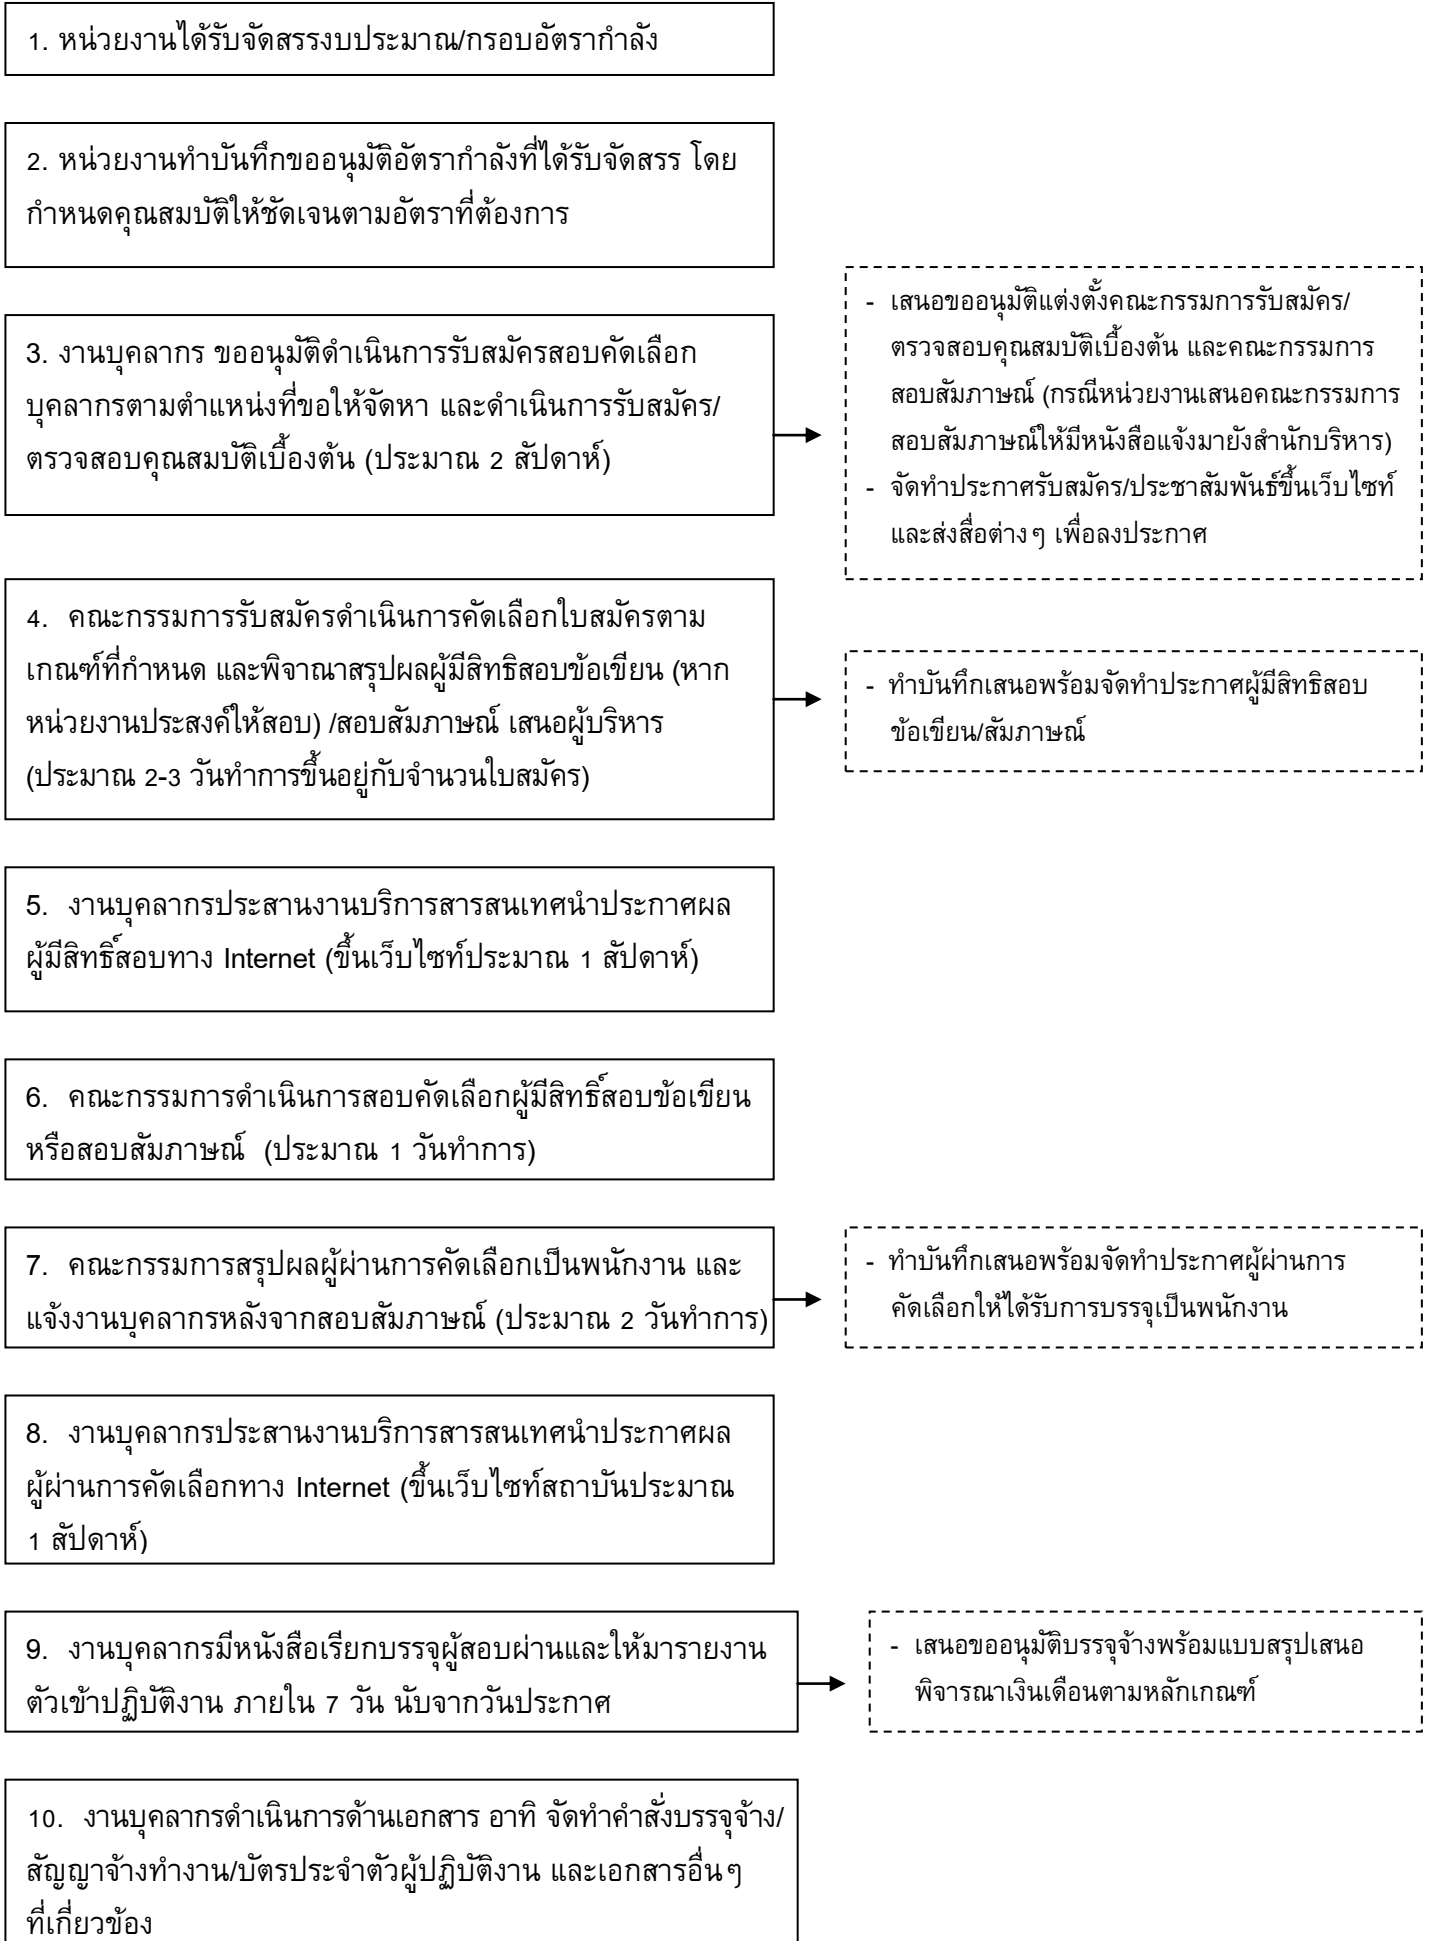 1. หน่วยงานได้รับจัดสรรงบประมาณ/กรอบอัตรากำลัง
2. หน่วยงานทำบันทึกขออนุมัติอัตรากำลังที่ได้รับจัดสรร โดย
กำหนดคุณสมบัติให้ชัดเจนตามอัตราที่ต้องการ
3. งานบุคลากร ขออนุมัติดำเนินการรับสมัครสอบคัดเลือก
บุคลากรตามตำแหน่งที่ขอให้จัดหา และดำเนินการรับสมัคร/
ตรวจสอบคุณสมบัติเบื้องต้น (ประมาณ 2 สัปดาห์)
- เสนอขออนุมัติแต่งตั้งคณะกรรมการรับสมัคร/
ตรวจสอบคุณสมบัติเบื้องต้น และคณะกรรมการ
สอบสัมภาษณ์ (กรณีหน่วยงานเสนอคณะกรรมการ
สอบสัมภาษณ์ให้มีหนังสือแจ้งมายังสำนักบริหาร)
- จัดทำประกาศรับสมัคร/ประชาสัมพันธ์ขึ้นเว็บไซท์
และส่งสื่อต่างๆ เพื่อลงประกาศ
4. คณะกรรมการรับสมัครดำเนินการคัดเลือกใบสมัครตาม
เกณฑ์ที่กำหนด และพิจาณาสรุปผลผู้มีสิทธิสอบข้อเขียน (หาก
หน่วยงานประสงค์ให้สอบ) /สอบสัมภาษณ์ เสนอผู้บริหาร
(ประมาณ 2-3 วันทำการขึ้นอยู่กับจำนวนใบสมัคร)
- ทำบันทึกเสนอพร้อมจัดทำประกาศผู้มีสิทธิสอบ
ข้อเขียน/สัมภาษณ์
5. งานบุคลากรประสานงานบริการสารสนเทศนำประกาศผล
ผู้มีสิทธิ์สอบทาง Internet (ขึ้นเว็บไซท์ประมาณ 1 สัปดาห์)
6. คณะกรรมการดำเนินการสอบคัดเลือกผู้มีสิทธิ์สอบข้อเขียน
หรือสอบสัมภาษณ์ (ประมาณ 1 วันทำการ)
7. คณะกรรมการสรุปผลผู้ผ่านการคัดเลือกเป็นพนักงาน และ
แจ้งงานบุคลากรหลังจากสอบสัมภาษณ์ (ประมาณ 2 วันทำการ)
- ทำบันทึกเสนอพร้อมจัดทำประกาศผู้ผ่านการ
คัดเลือกให้ได้รับการบรรจุเป็นพนักงาน
8. งานบุคลากรประสานงานบริการสารสนเทศนำประกาศผล
ผู้ผ่านการคัดเลือกทาง Internet (ขึ้นเว็บไซท์สถาบันประมาณ
1 สัปดาห์)
9. งานบุคลากรมีหนังสือเรียกบรรจุผู้สอบผ่านและให้มารายงาน
ตัวเข้าปฏิบัติงาน ภายใน 7 วัน นับจากวันประกาศ
- เสนอขออนุมัติบรรจุจ้างพร้อมแบบสรุปเสนอ
พิจารณาเงินเดือนตามหลักเกณฑ์
10. งานบุคลากรดำเนินการด้านเอกสาร อาทิ จัดทำคำสั่งบรรจุจ้าง/
สัญญาจ้างทำงาน/บัตรประจำตัวผู้ปฏิบัติงาน และเอกสารอื่นๆ
ที่เกี่ยวข้อง